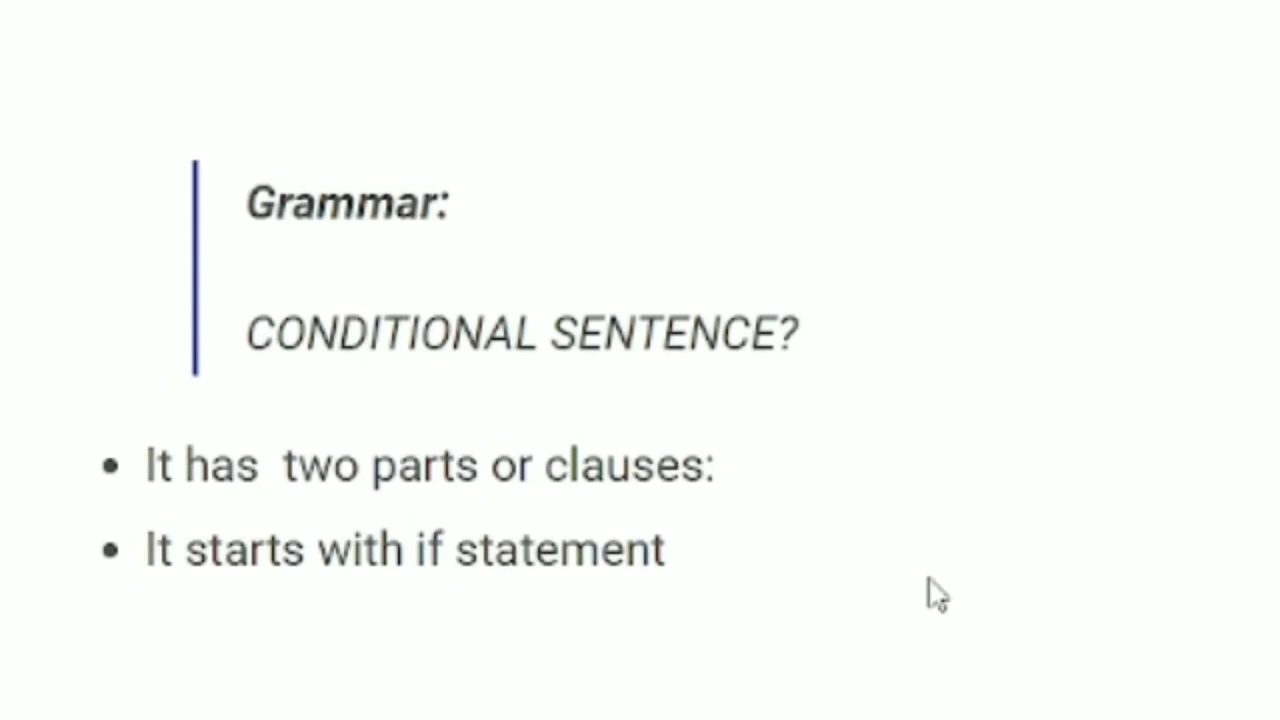 Grammar:
CONDITIONAL SENTENCE?
• It has  two parts or clauses:
• It starts with if statement